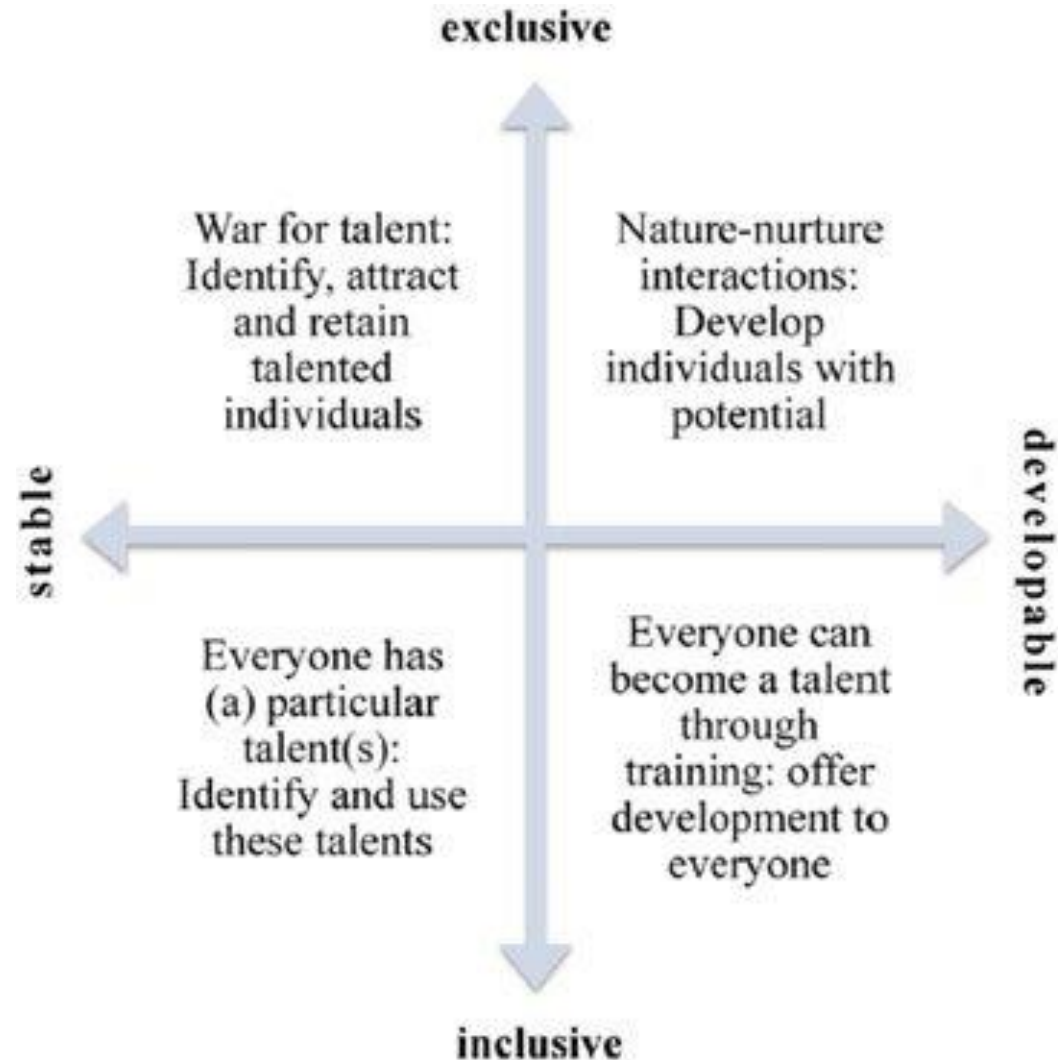 exclusive
War for talent:
Identify, attract
and retain
talented
individuals
Nature-nurture
interactions:
Develop
individuals with
potential
stable
developable
Everyone has
(a) particular
talent(s):
Identify and use
these talents
Everyone can
become a talent
through
training: offer
development to
everyone
inclusive